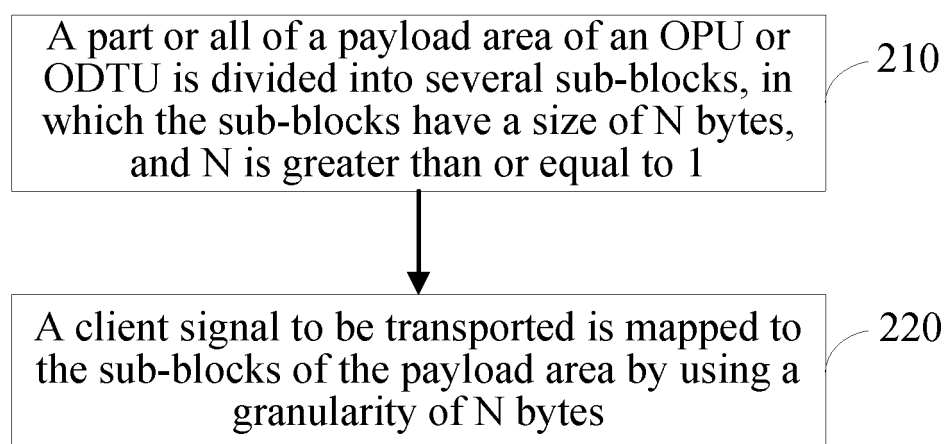 A part or all of a payload area of an OPU or
ODTU is divided into several sub-blocks, in
which the sub-blocks have a size of N bytes,
and N is greater than or equal to 1
210
A client signal to be transported is mapped to
the sub-blocks of the payload area by using a
granularity of N bytes
220